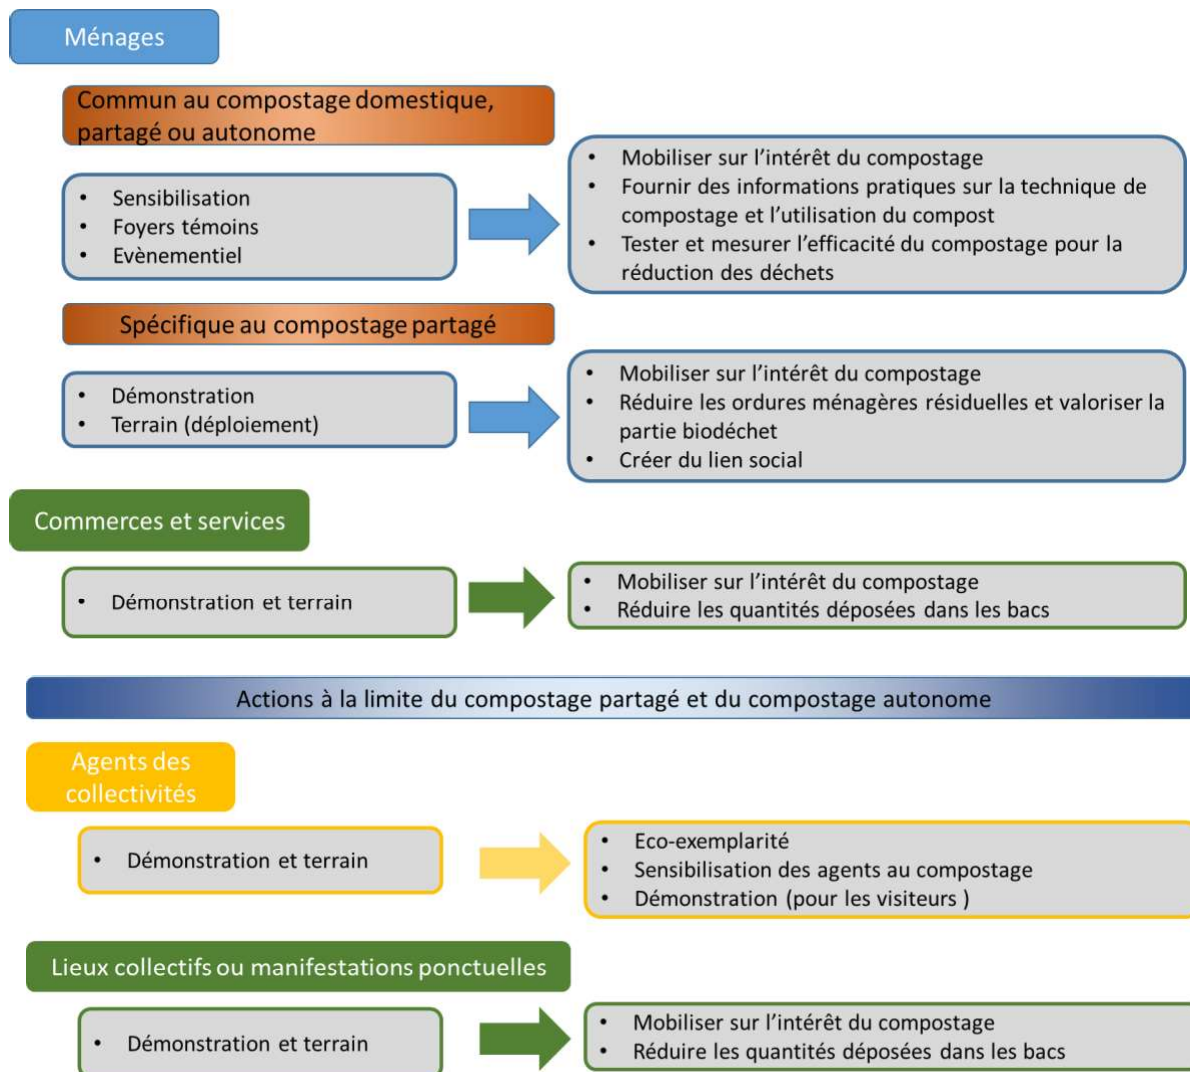 Ménages
Commun au compostage domestique,
partagé ou autonome
• Sensibilisation
• Foyers témoins
• Evènementiel
• Mobiliser sur l’intérêt du compostage
• Fournir des informations pratiques sur la technique de
compostage et l’utilisation du compost
• Tester et mesurer l’efficacité du compostage pour la
réduction des déchets
Spécifique au compostage partagé
• Démonstration
• Terrain (déploiement)
• Mobiliser sur l’intérêt du compostage
• Réduire les ordures ménagères résiduelles et valoriser la
partie biodéchet
• Créer du lien social
Commerces et services
• Démonstration et terrain
• Mobiliser sur l’intérêt du compostage
• Réduire les quantités déposées dans les bacs
Actions à la limite du compostage partagé et du compostage autonome
Agents des
collectivités
• Démonstration et terrain
• Eco-exemplarité
• Sensibilisation des agents au compostage
• Démonstration (pour les visiteurs )
Lieux collectifs ou manifestations ponctuelles
• Démonstration et terrain
• Mobiliser sur l’intérêt du compostage
• Réduire les quantités déposées dans les bacs